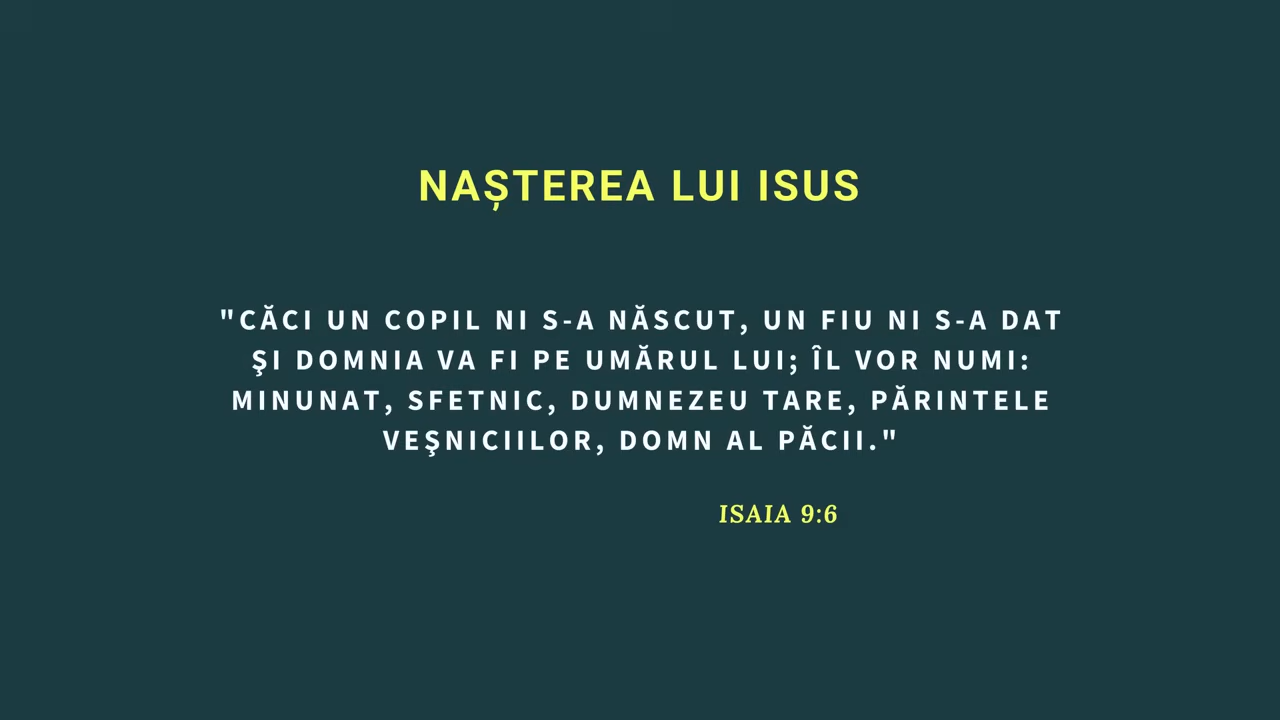 NAȘTEREA LUI ISUS
"CĂCI UN COPIL NI S-A NĂSCUT, UN FIU NI S-A DAT
ŞI DOMNIA VA FI PE UMĂRUL LUI; ÎL VOR NUMI:
MINUNAT, SFETNIC, DUMNEZEU TARE, PĂRINTELE
VEŞNICIILOR, DOMN AL PĂCII."
ISAIA 9:6